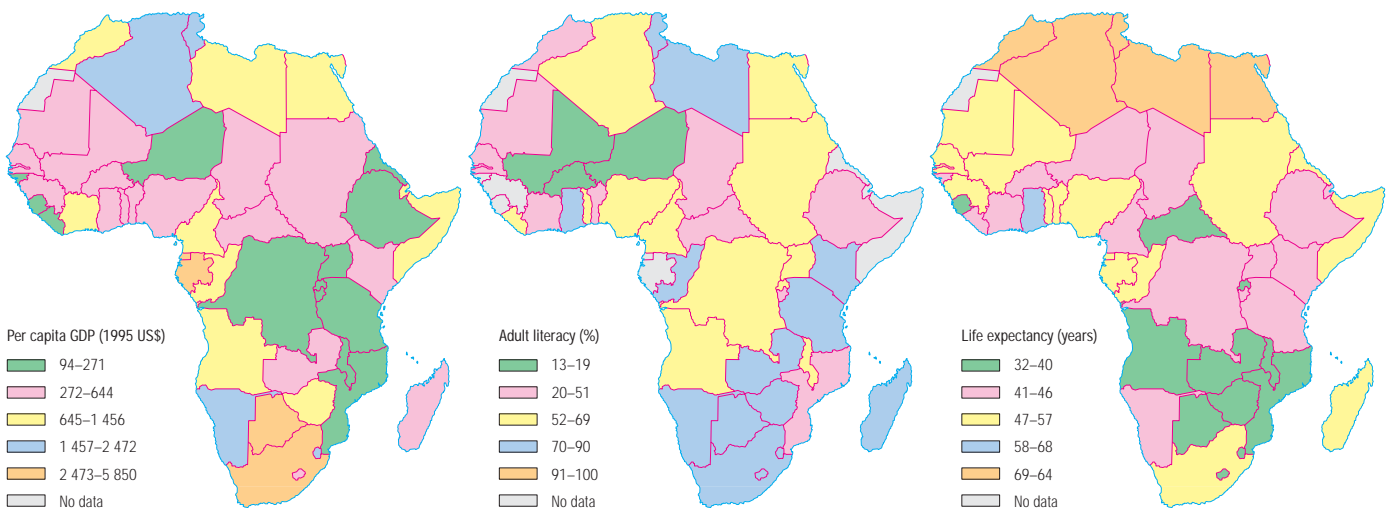 Per capita GDP (1995 US$)
94–271
272–644
645–1 456
1 457–2 472
2 473–5 850
No data
Adult literacy (%)
13–19
20–51
52–69
70–90
91–100
No data
Life expectancy (years)
32–40
41–46
47–57
58–68
69–64
No data